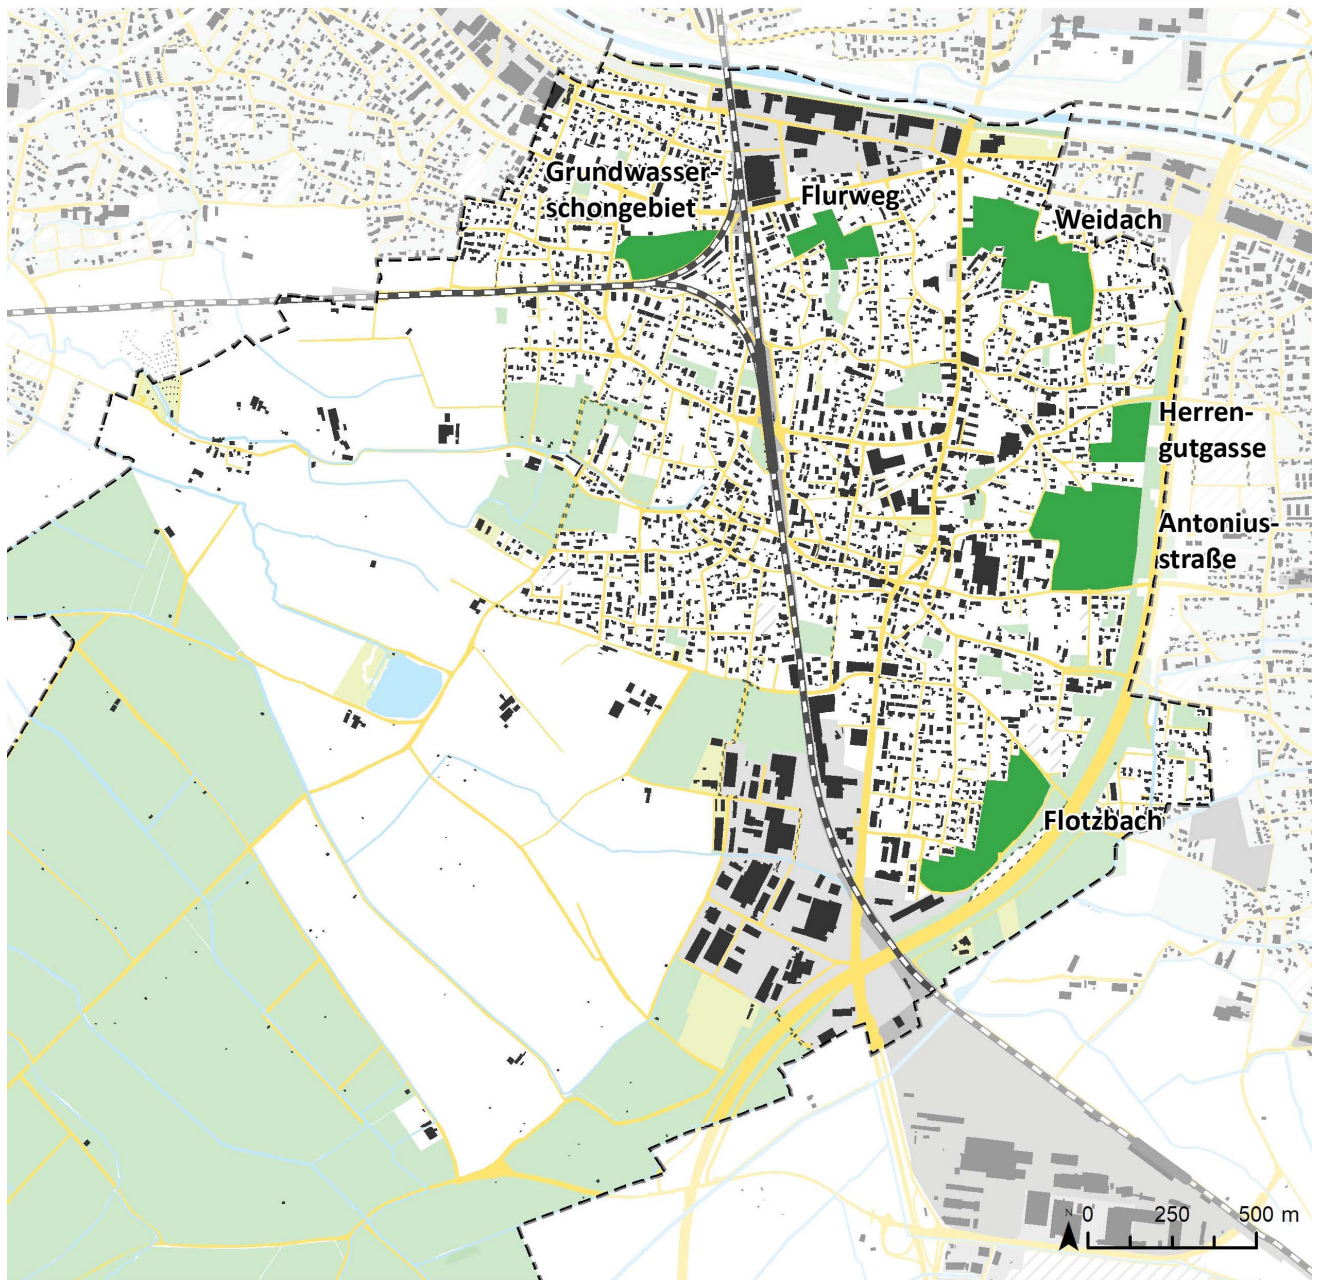 Grundwasser-
schongebiet
Flurweg
Weidach
Herren-
gutgasse
Antonius-
straße
Flotzbach
N 0 250 500 m